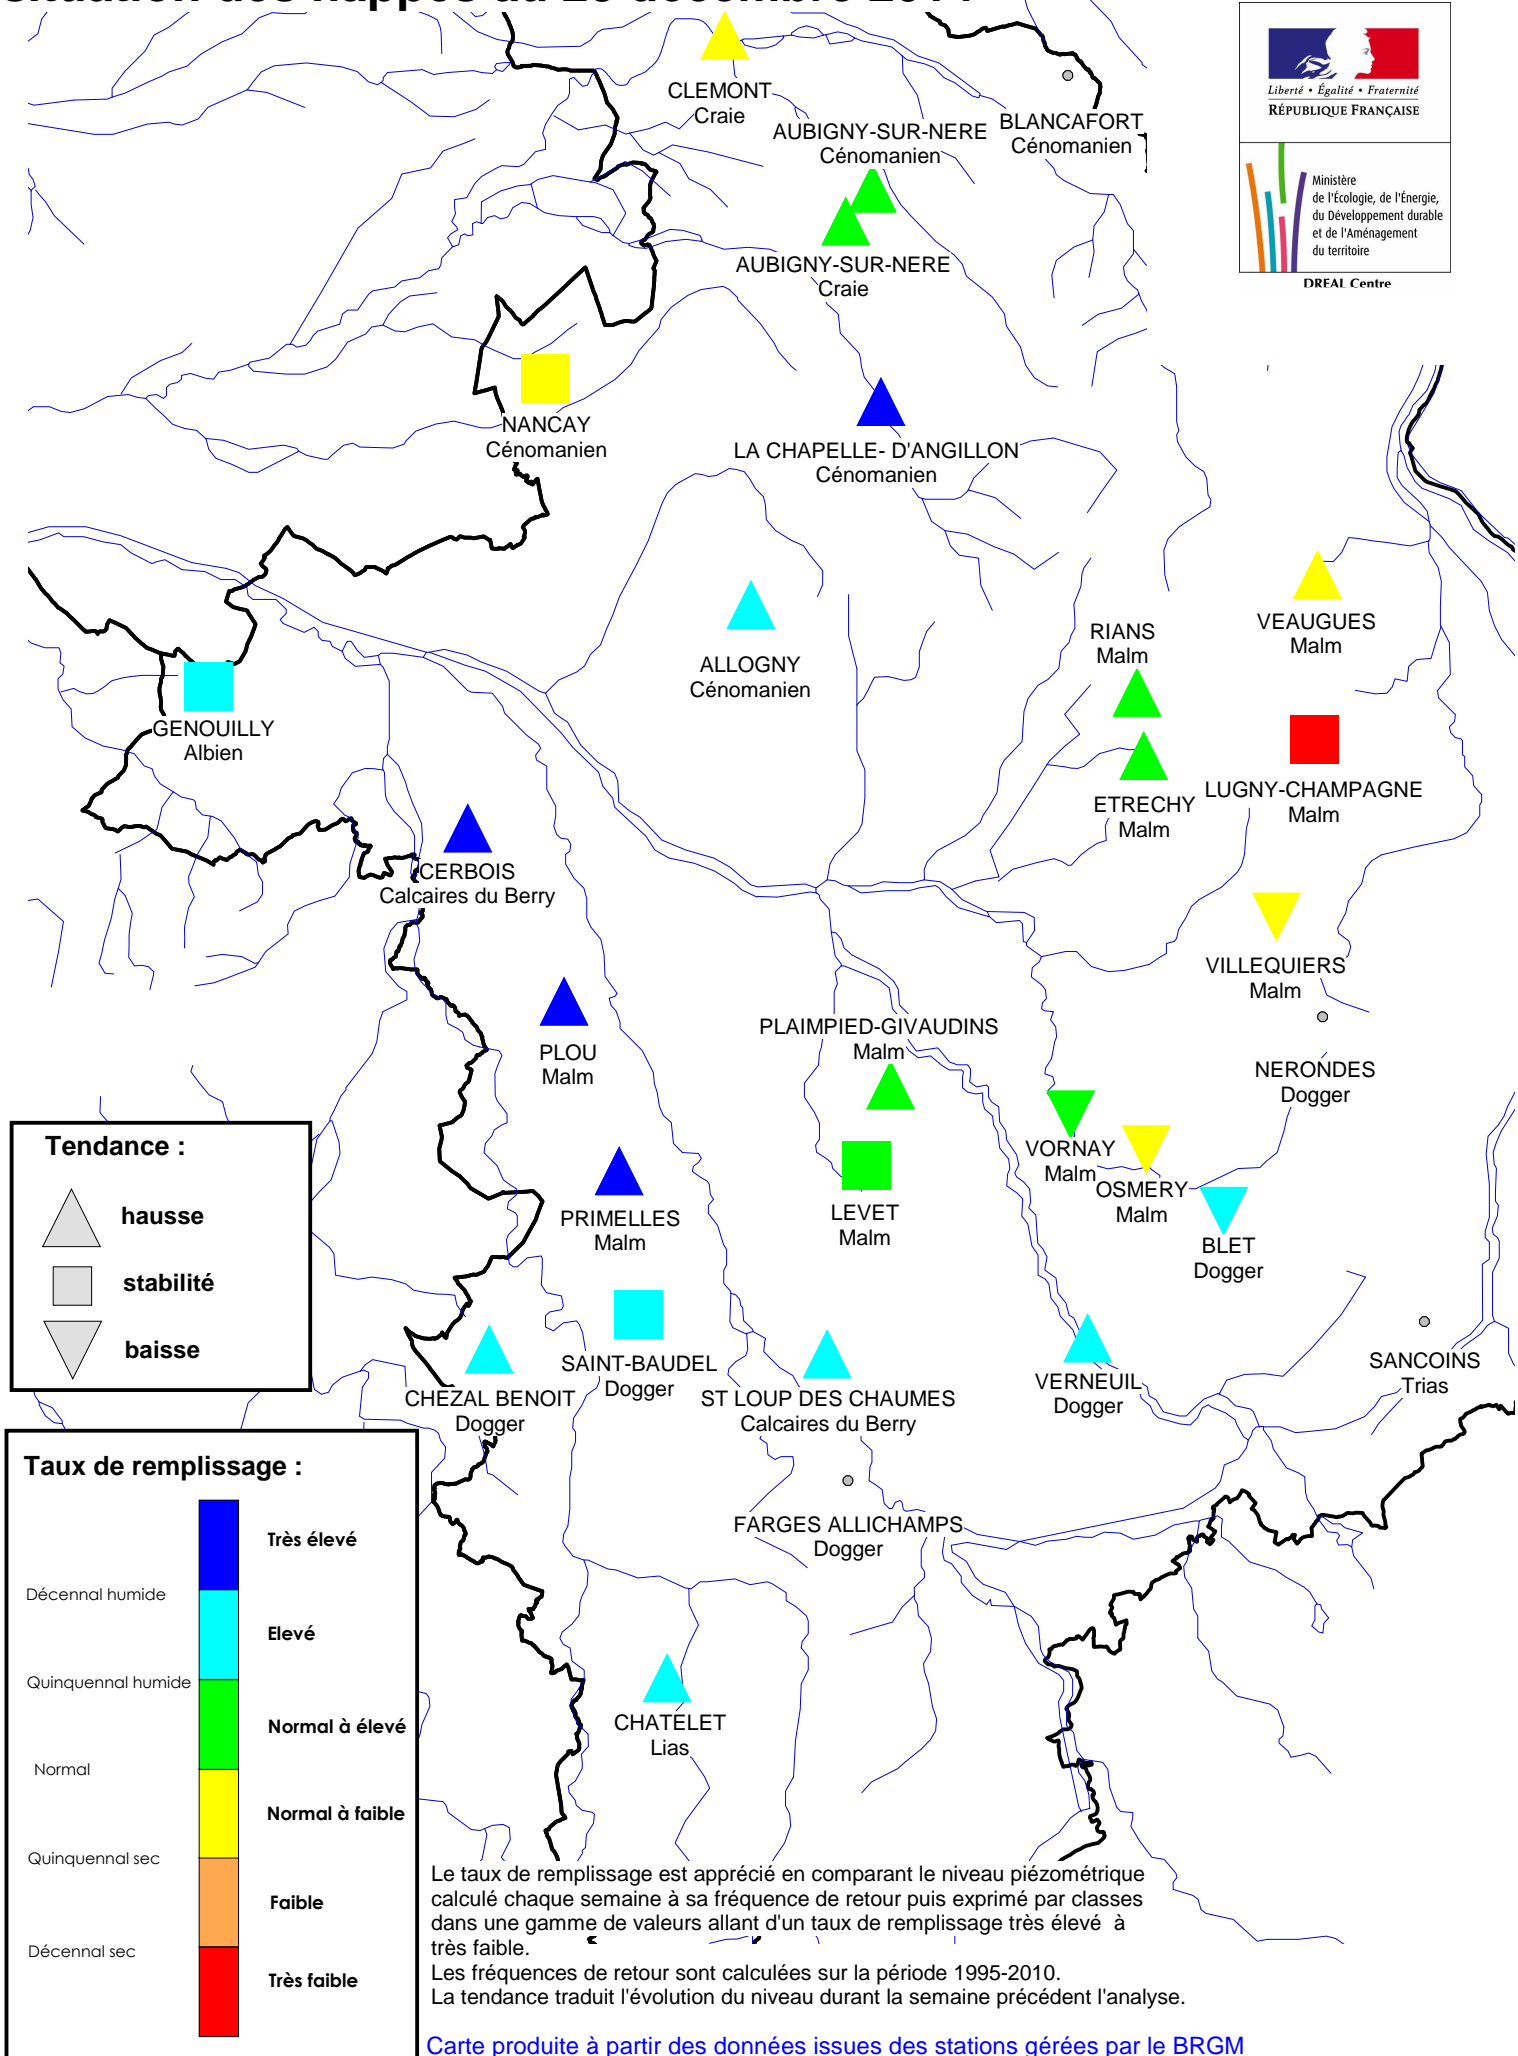 CLEMONT
Craie
AUBIGNY-SUR-NERE
Cénomanien
BLANCAFORT
Cénomanien
Liberté • Égalité • Fraternité
RÉPUBLIQUE FRANÇAISE
Ministère
de l'Écologie, de l'Énergie,
du Développement durable
et de l'Aménagement
du territoire
DREAL Centre
AUBIGNY-SUR-NERE
Craie
NANCAY
Cénomanien
LA CHAPELLE- D'ANGILLON
Cénomanien
VEAUGUES
Malm
RIANS
Malm
ALLOGNY
Cénomanien
GENOUILLY
Albien
ETRECHY
Malm
LUGNY-CHAMPAGNE
Malm
CERBOIS
Calcaires du Berry
VILLEQUIERS
Malm
PLAIMPIED-GIVAUDINS
Malm
PLOU
Malm
NERONDES
Dogger
VORNAY
Malm
OSMERY
Malm
PRIMELLES
Malm
LEVET
Malm
BLET
Dogger
Tendance :
hausse
stabilité
baisse
SAINT-BAUDEL
Dogger
CHEZAL BENOIT
Dogger
ST LOUP DES CHAUMES
Calcaires du Berry
VERNEUIL
Dogger
SANCOINS
Trias
FARGES ALLICHAMPS
Dogger
CHATELET
Lias
Taux de remplissage :
Très élevé
Décennal humide
Elevé
Quinquennal humide
Normal à élevé
Normal
Normal à faible
Quinquennal sec
Faible
Décennal sec
Très faible
Le taux de remplissage est apprécié en comparant le niveau piézométrique
calculé chaque semaine à sa fréquence de retour puis exprimé par classes
dans une gamme de valeurs allant d'un taux de remplissage très élevé à
très faible.
Les fréquences de retour sont calculées sur la période 1995-2010.
La tendance traduit l'évolution du niveau durant la semaine précédent l'analyse.
Carte produite à partir des données issues des stations gérées par le BRGM